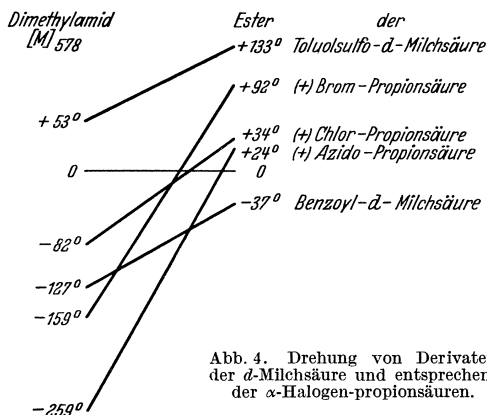 Dimethylamid Ester der
[M]578
+133° Toluolsulfo-d-Milchsäure
+92° (+) Brom-Propionsäure
+53°
+34° (+) Chlor-Propionsäure
+24° (+) Azido-Propionsäure
0 0
−37° Benzoyl-d-Milchsäure
−82°
−127°
−159°
−259°
Abb. 4. Drehung von Derivate
der d-Milchsäure und entsprechen
der α-Halogen-propionsäuren.